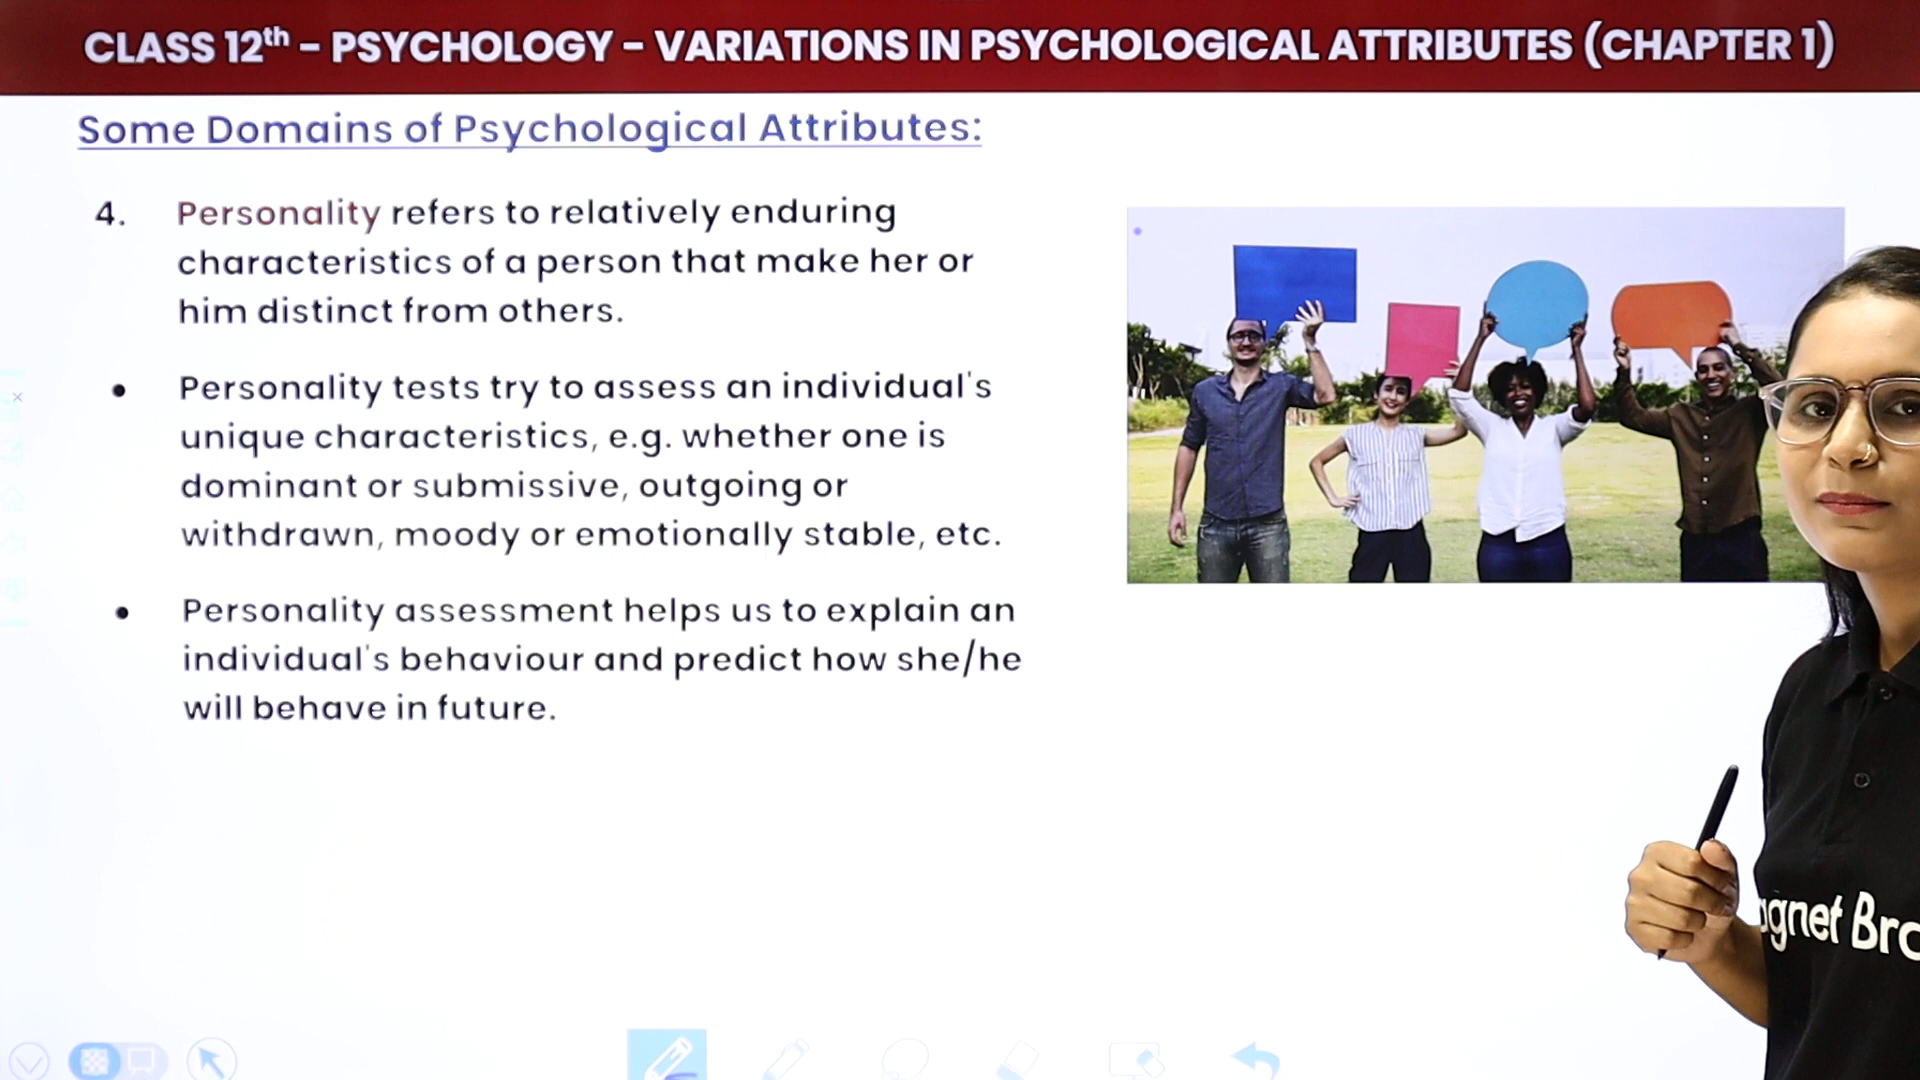 CLASS 12th – PSYCHOLOGY – VARIATIONS IN PSYCHOLOGICAL ATTRIBUTES (CHAPTER 1)
Some Domains of Psychological Attributes:
4. Personality refers to relatively enduring
characteristics of a person that make her or
him distinct from others.
• Personality tests try to assess an individual's
unique characteristics, e.g. whether one is
dominant or submissive, outgoing or
withdrawn, moody or emotionally stable, etc.
• Personality assessment helps us to explain an
individual's behaviour and predict how she/he
will behave in future.
agnet Bro